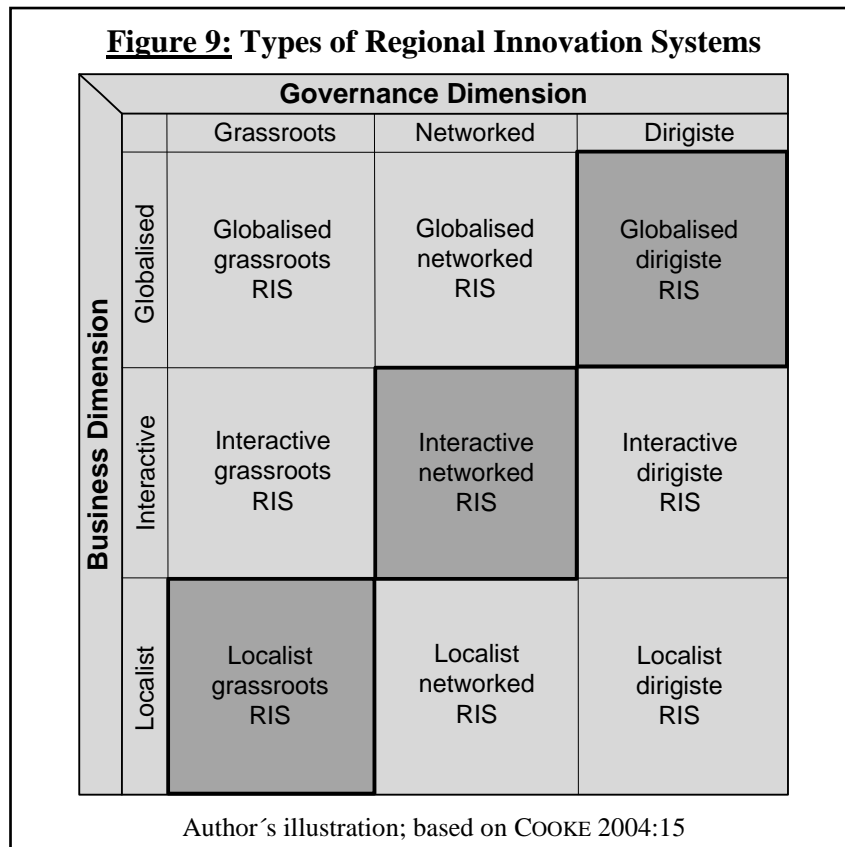 Figure 9: Types of Regional Innovation Systems
Governance Dimension
Grassroots Networked Dirigiste
Business Dimension
Globalised
Globalised
grassroots
RIS
Globalised
networked
RIS
Globalised
dirigiste
RIS
Interactive
Interactive
grassroots
RIS
Interactive
networked
RIS
Interactive
dirigiste
RIS
Localist
Localist
grassroots
RIS
Localist
networked
RIS
Localist
dirigiste
RIS
Author´s illustration; based on COOKE 2004:15